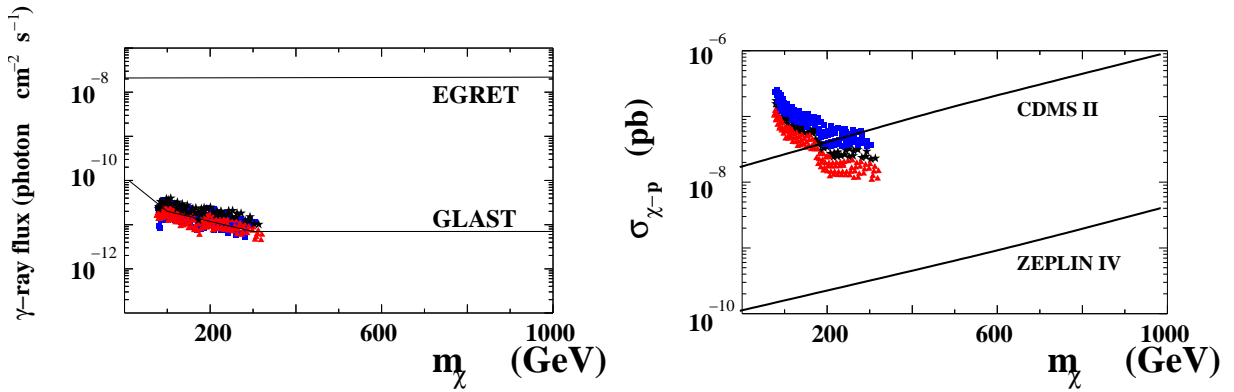 γ−ray flux (photon cm−2 s−1)
10−8
10−10
10−12
EGRET
GLAST
200
600
1000
mχ (GeV)
σχ−p (pb)
10−6
10−8
10−10
CDMS II
ZEPLIN IV
200
600
1000
mχ (GeV)